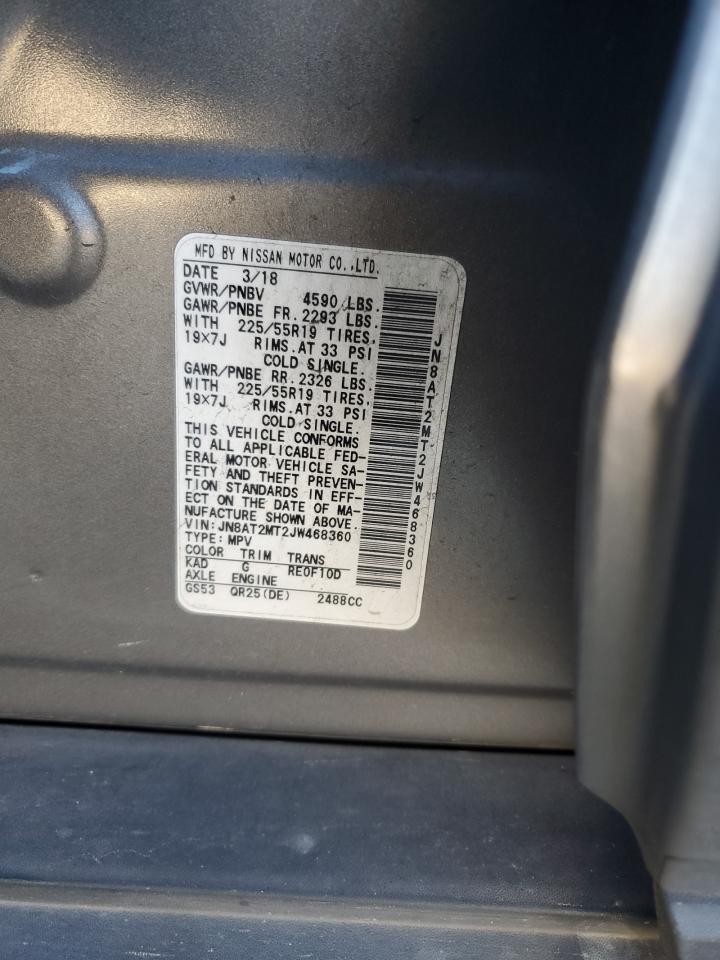 MFD BY NISSAN MOTOR CO.,LTD.
DATE 3/18
GVWR/PNBV 4590 LBS.
GAWR/PNBE FR. 2293 LBS.
WITH 225/55R19 TIRES,
19×7J RIMS.AT 33 PSI
COLD SINGLE.
GAWR/PNBE RR. 2326 LBS.
WITH 225/55R19 TIRES,
19×7J RIMS.AT 33 PSI
COLD SINGLE.
THIS VEHICLE CONFORMS
TO ALL APPLICABLE FED-
ERAL MOTOR VEHICLE SA-
FETY AND THEFT PREVEN-
TION STANDARDS IN EFF-
ECT ON THE DATE OF MA-
NUFACTURE SHOWN ABOVE.
VIN:JN8AT2MT2JW468360
TYPE:MPV
COLOR TRIM TRANS
KAD G RE0F10D
AXLE ENGINE
GS53 QR25(DE) 2488CC
JN8AT2MT2JW468360